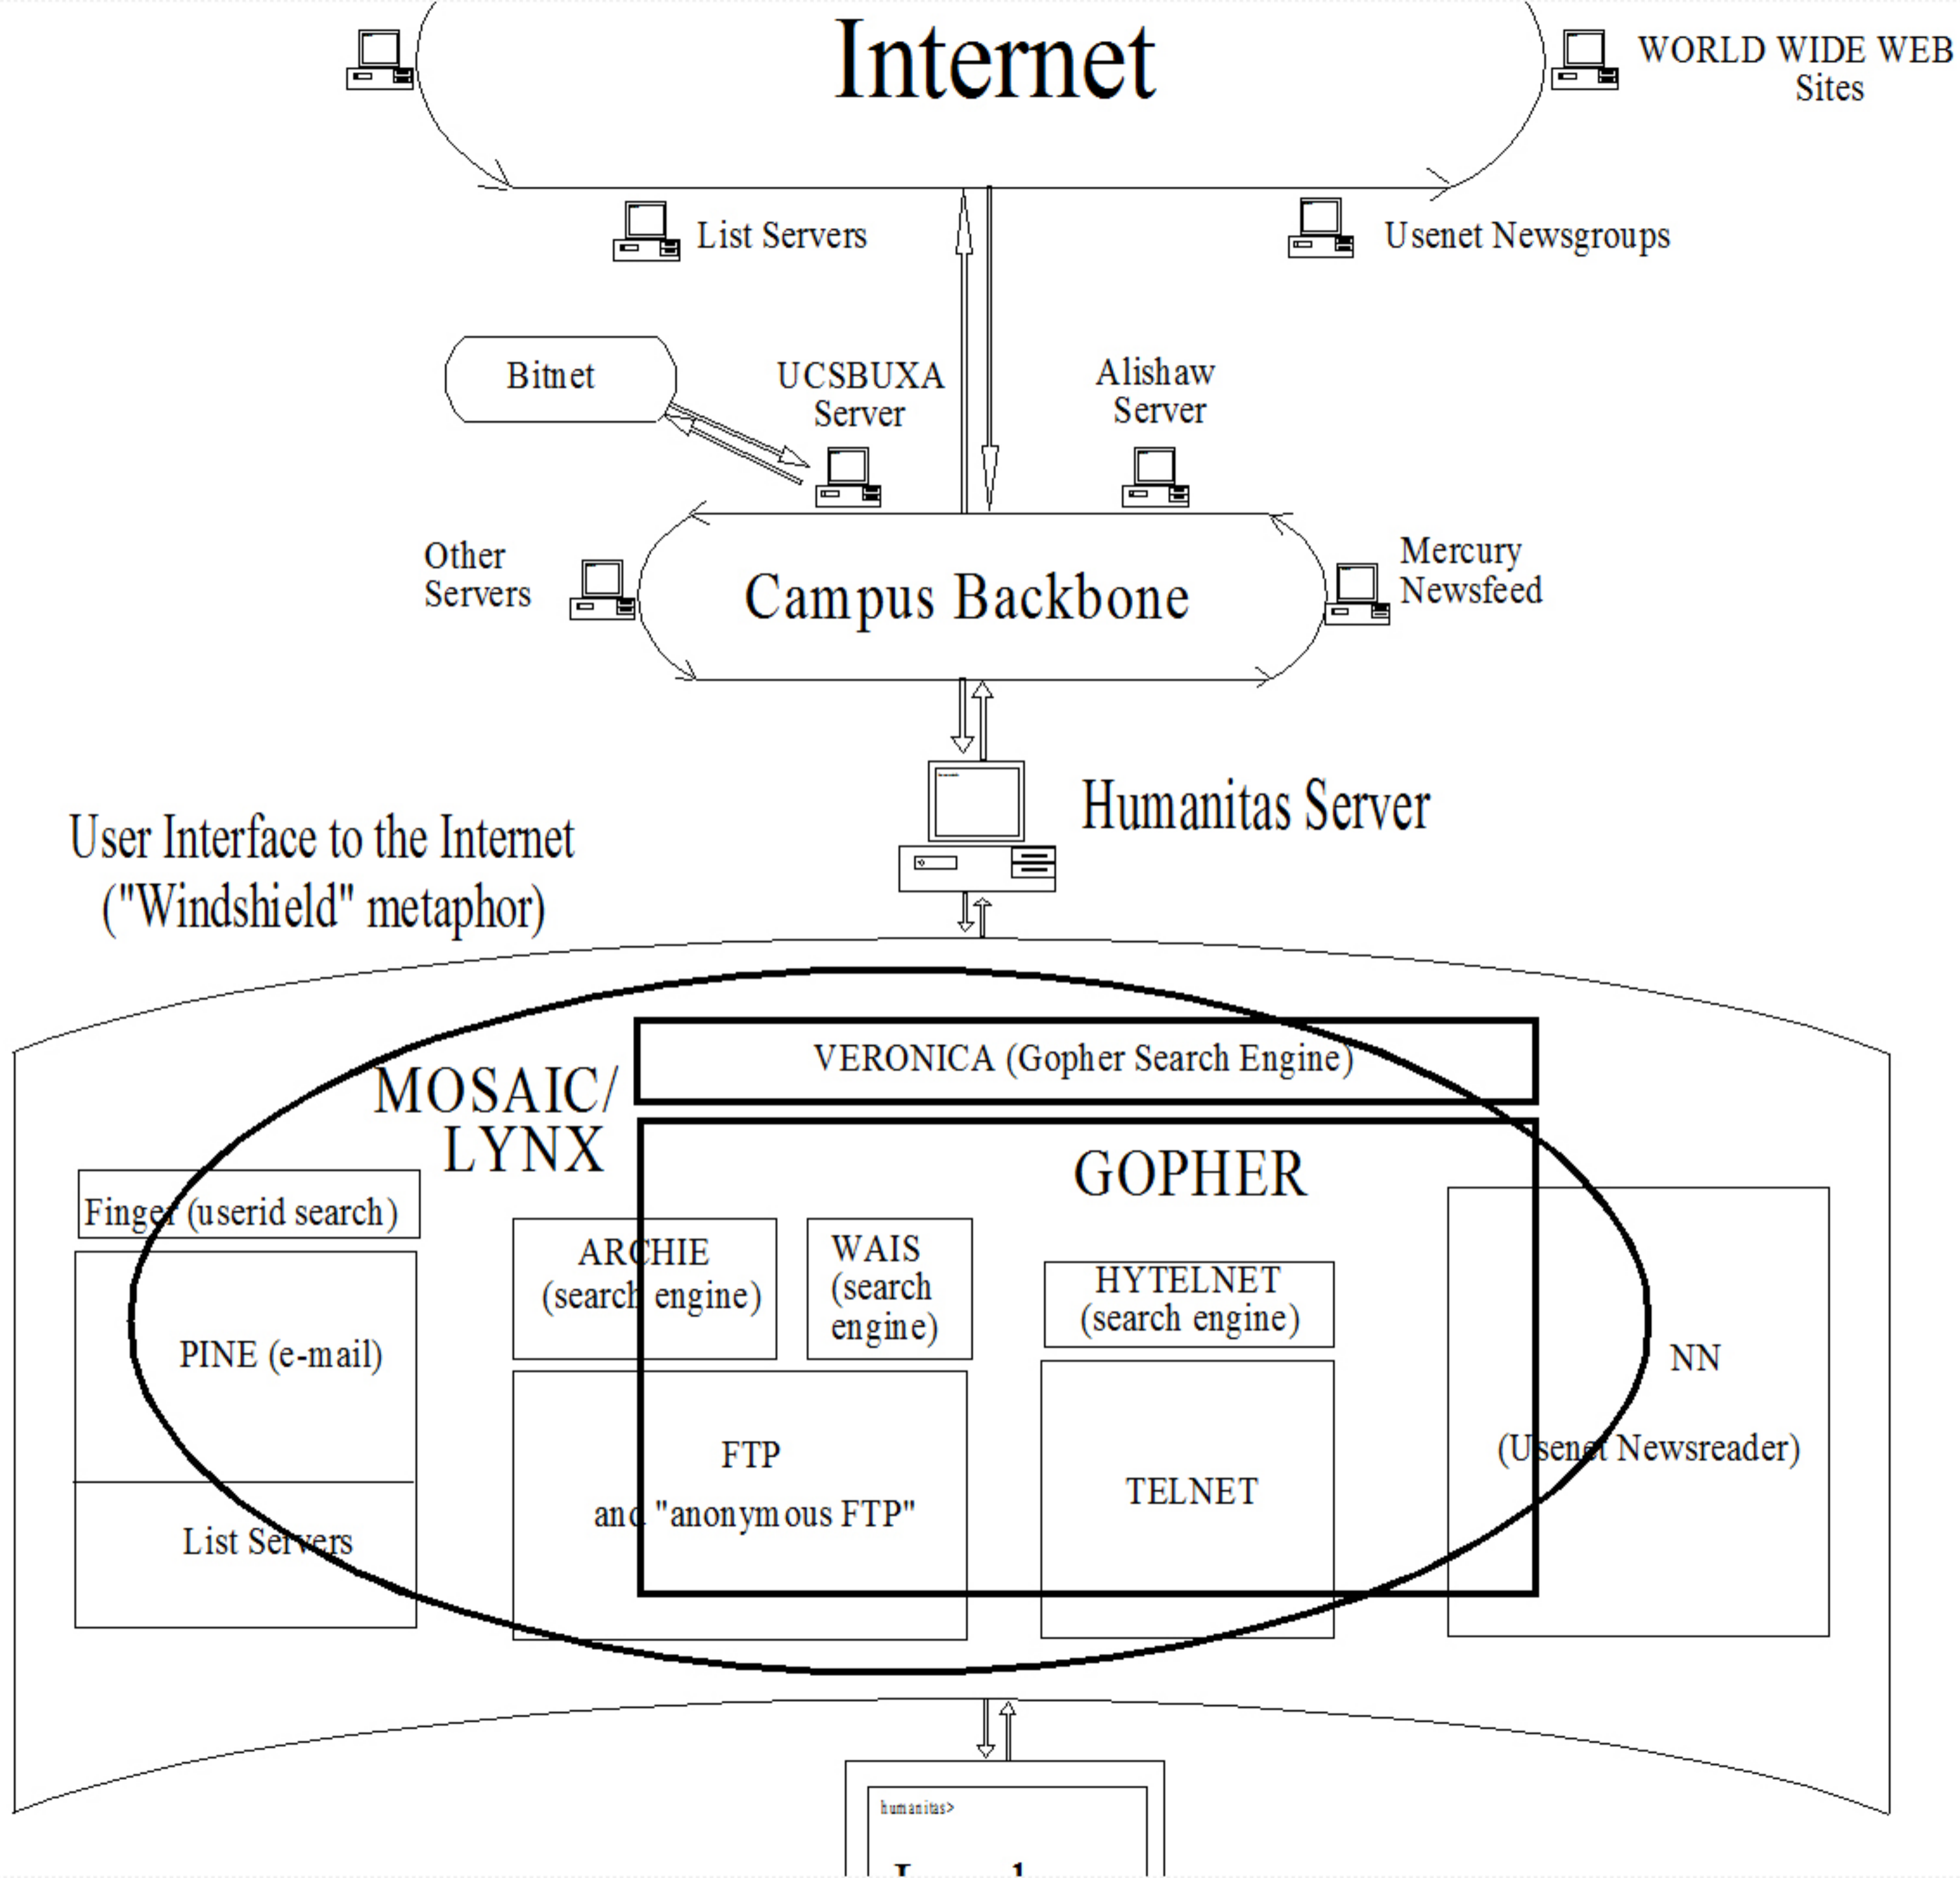 Internet
WORLD WIDE WEB
Sites
List Servers
Usenet Newsgroups
Bitnet
UCSBUXA
Server
Alishaw
Server
Other
Servers
Campus Backbone
Mercury
Newsfeed
Humanitas Server
User Interface to the Internet
("Windshield" metaphor)
VERONICA (Gopher Search Engine)
MOSAIC/
LYNX
GOPHER
Finger (userid search)
ARCHIE
(search engine)
WAIS
(search
engine)
HYTELNET
(search engine)
PINE (e-mail)
NN
(Usenet Newsreader)
FTP
and "anonymous FTP"
TELNET
List Servers
humanitas>